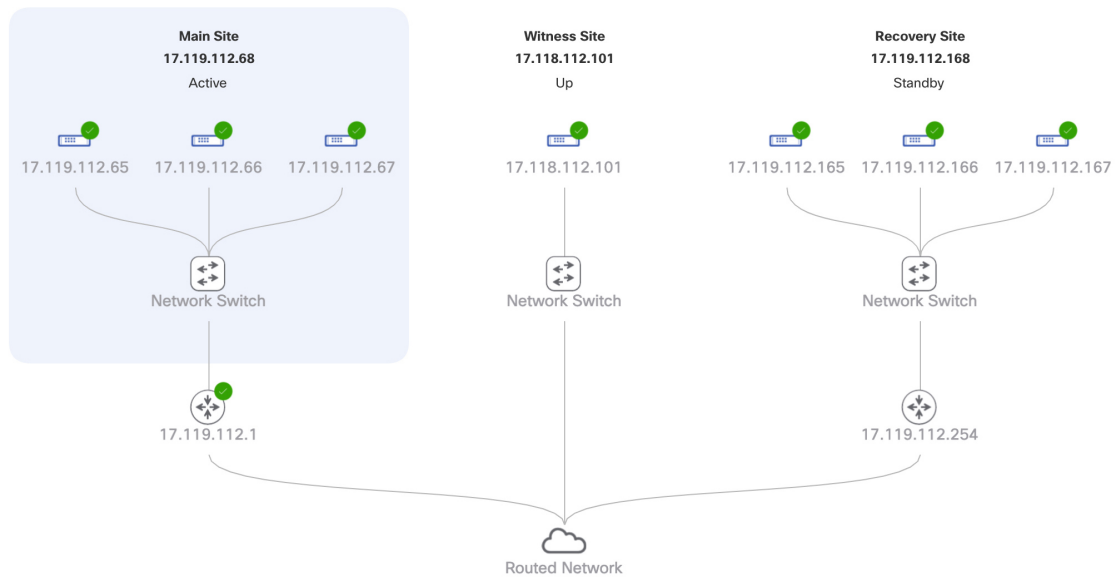 Main Site
17.119.112.68
Active
17.119.112.65
17.119.112.66
17.119.112.67
Network Switch
17.119.112.1
Witness Site
17.118.112.101
Up
17.118.112.101
Network Switch
Recovery Site
17.119.112.168
Standby
17.119.112.165
17.119.112.166
17.119.112.167
Network Switch
17.119.112.254
Routed Network